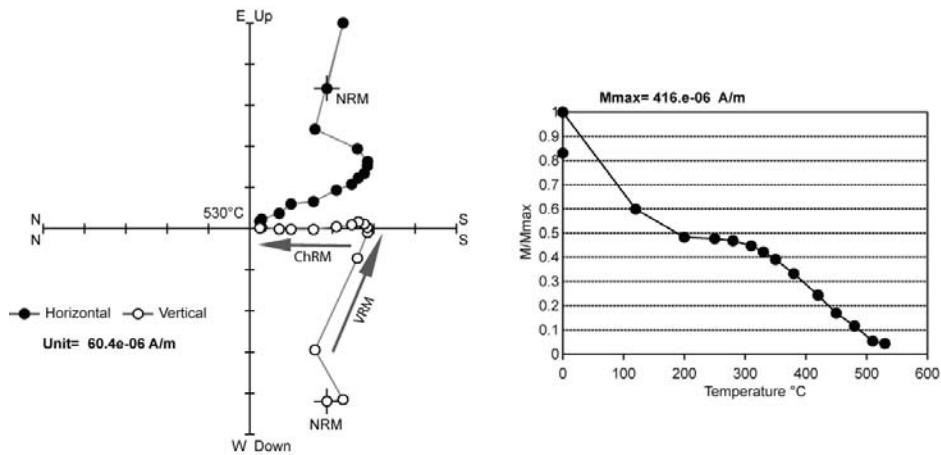 E Up
NRM
530°C
N
N
S
S
ChRM
VRM
Horizontal
Vertical
Unit= 60.4e-06 A/m
NRM
W Down
Mmax= 416.e-06 A/m
M/Mmax
1
0.9
0.8
0.7
0.6
0.5
0.4
0.3
0.2
0.1
0
0 100 200 300 400 500 600
Temperature °C